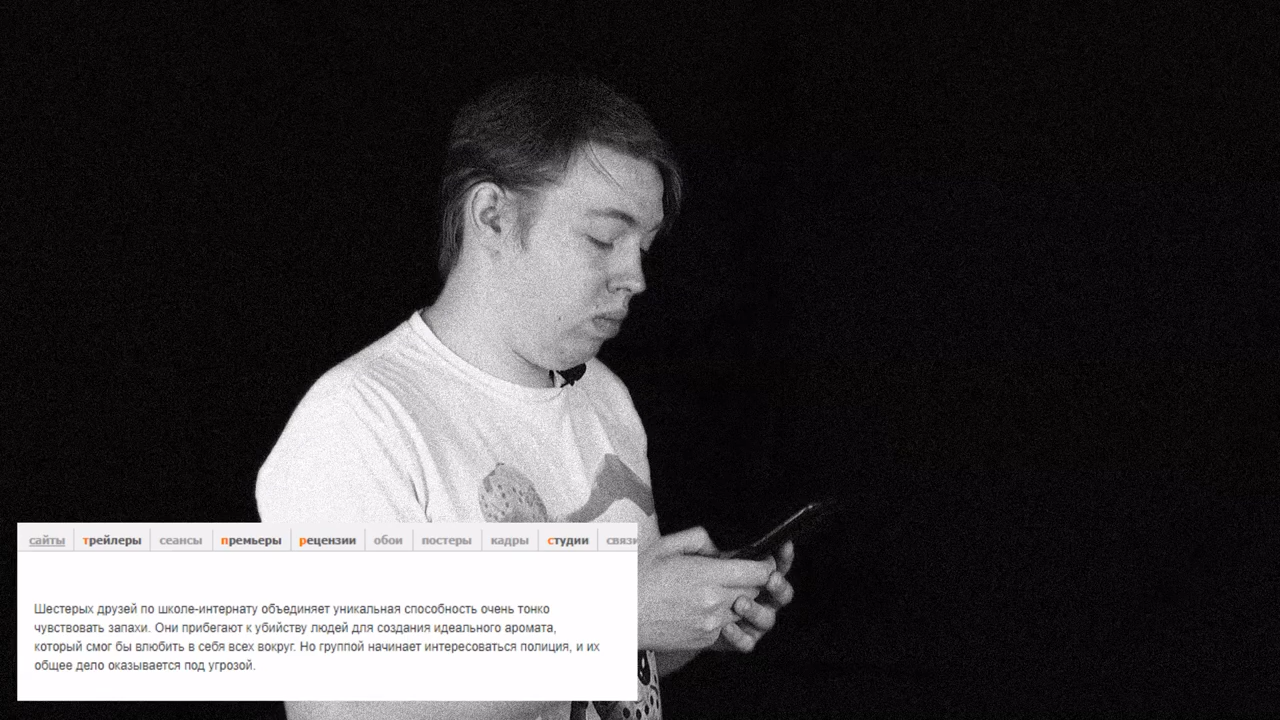 сайты трейлеры сеансы премьеры рецензии обои постеры кадры студии связи
Шестерых друзей по школе-интернату объединяет уникальная способность очень тонко
чувствовать запахи. Они прибегают к убийству людей для создания идеального аромата,
который смог бы влюбить в себя всех вокруг. Но группой начинает интересоваться полиция, и их
общее дело оказывается под угрозой.